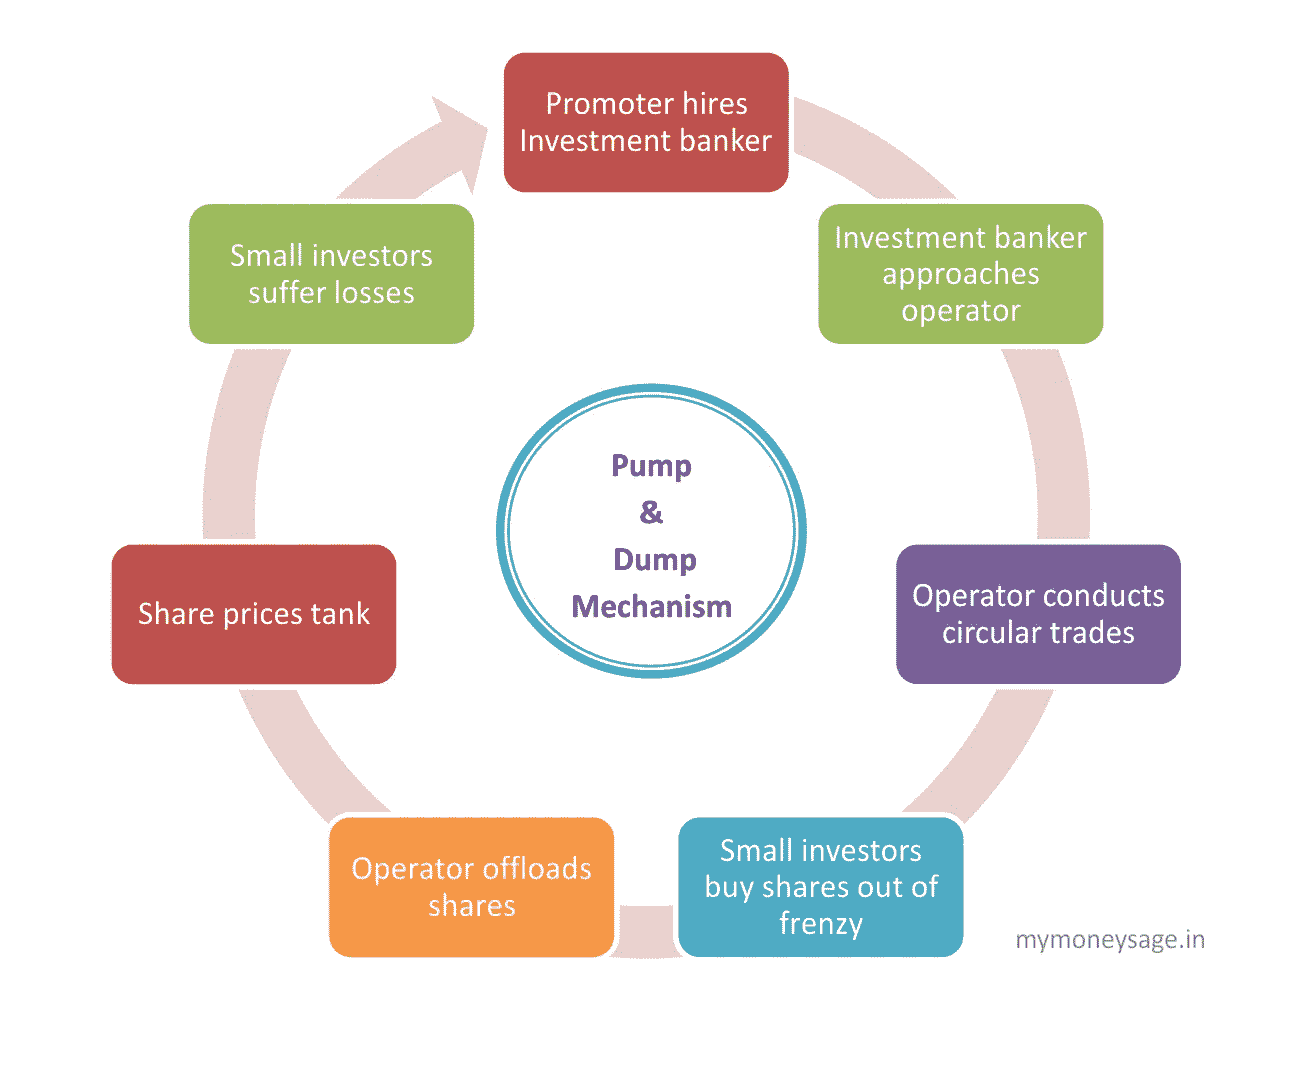 Promoter hires
Investment banker
Investment banker
approaches
operator
Operator conducts
circular trades
Small investors
buy shares out of
frenzy
Operator offloads
shares
Share prices tank
Small investors
suffer losses
Pump
&
Dump
Mechanism
mymoneysage.in